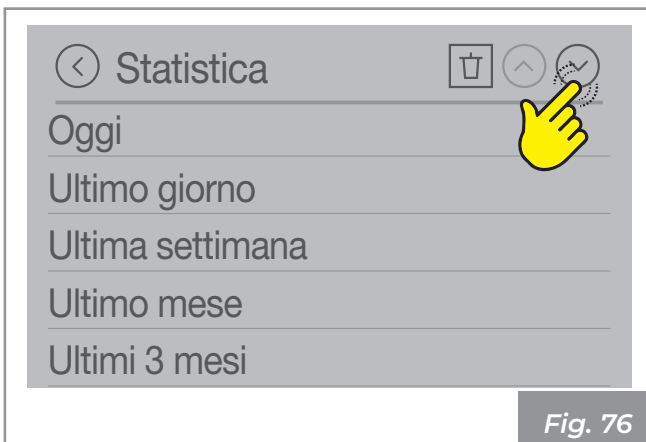 Statistica
Oggi
Ultimo giorno
Ultima settimana
Ultimo mese
Ultimi 3 mesi
Fig. 76